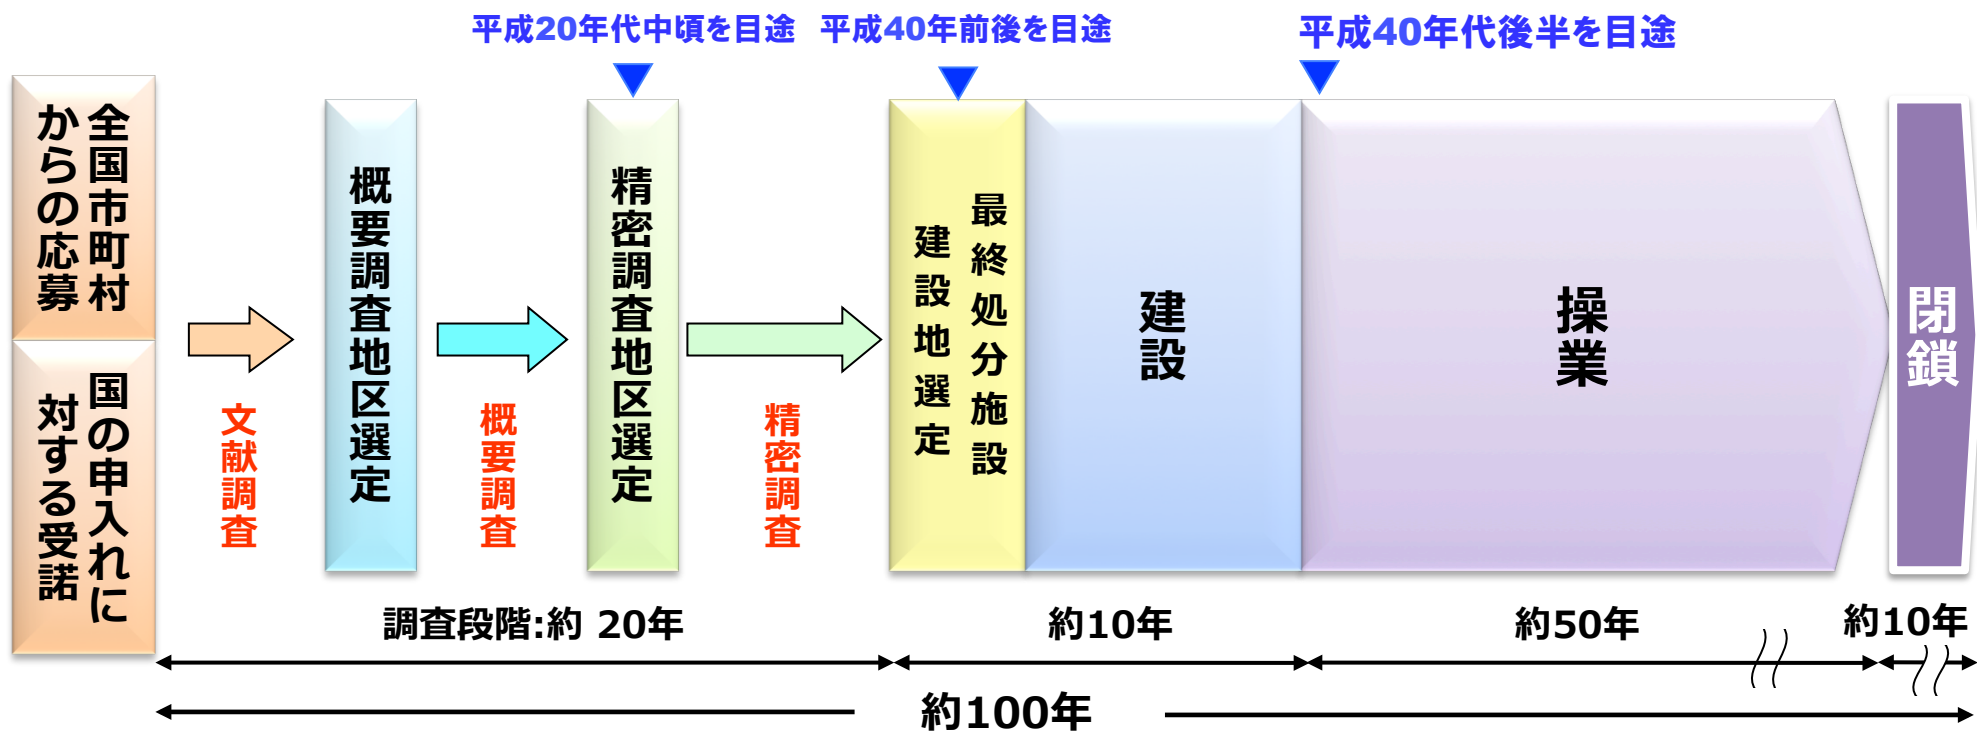 平成20年代中頃を目途
平成40年前後を目途
平成40年代後半を目途
全国市町村
からの応募
国の申入れに
対する受諾
文献調査
概要調査地区選定
概要調査
精密調査地区選定
精密調査
最終処分施設
建設地選定
建設
操業
閉鎖
調査段階:約 20年
約10年
約50年
約10年
約100年